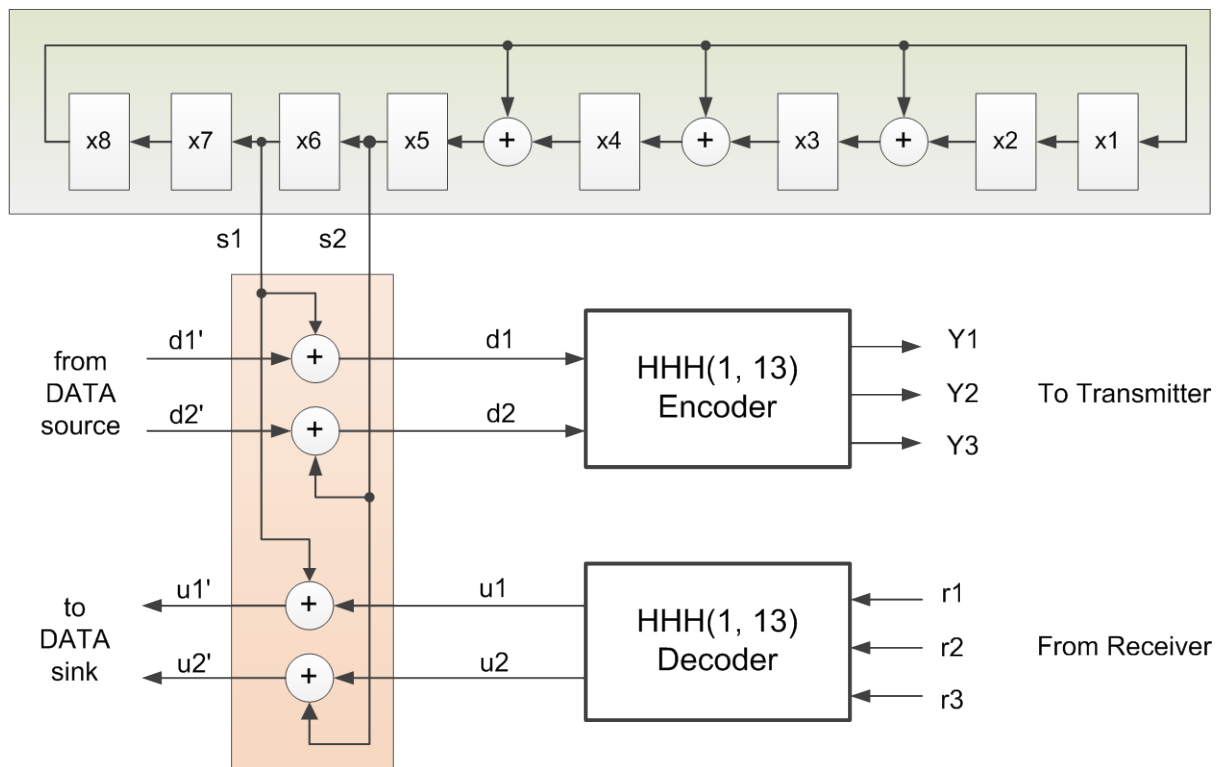 x8 x7 x6 x5 + x4 + x3 + x2 x1
s1 s2
d1' + d1
d2' + d2
from
DATA
source
HHH(1, 13)
Encoder
Y1
Y2
Y3
To Transmitter
u1' + u1
u2' + u2
to
DATA
sink
HHH(1, 13)
Decoder
r1
r2
r3
From Receiver